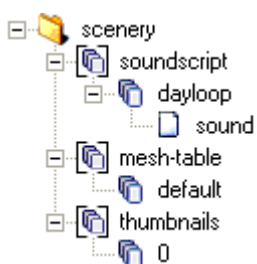 scenery
soundscript
dayloop
sound
mesh-table
default
thumbnails
0